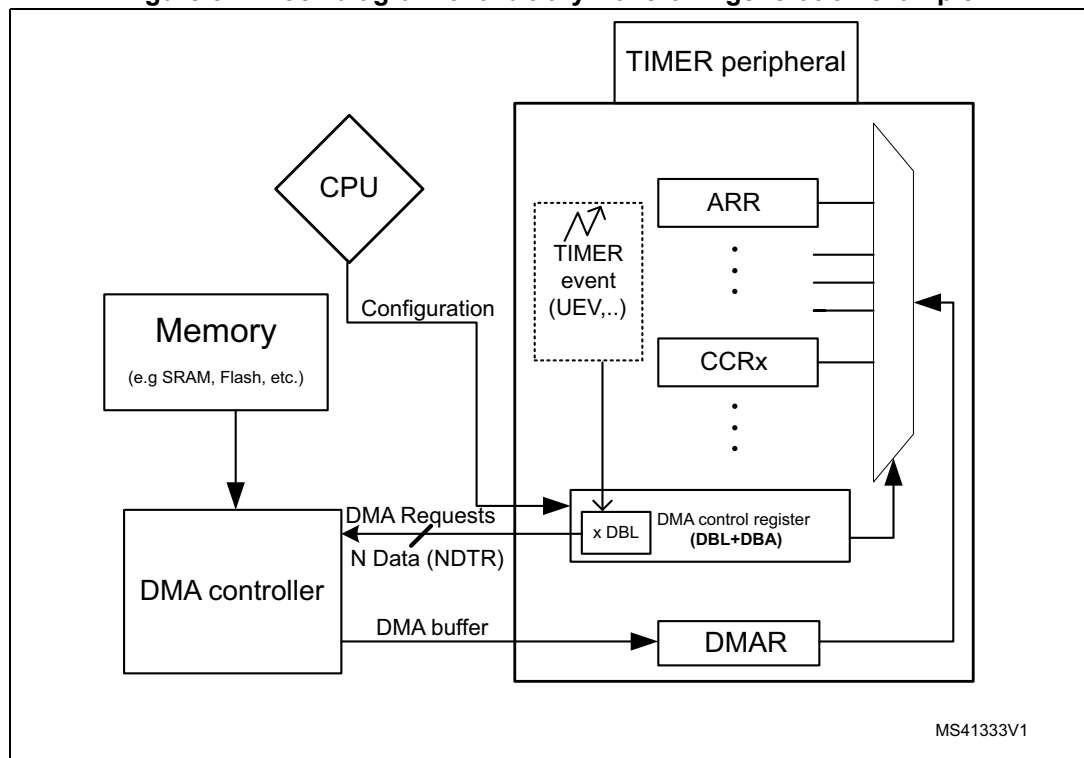 TIMER peripheral
CPU
ARR
TIMER
event
(UEV,..)
Configuration
Memory
(e.g SRAM, Flash, etc.)
CCRx
DMA Requests
x DBL
DMA control register
(DBL+DBA)
N Data (NDTR)
DMA controller
DMA buffer
DMAR
MS41333V1